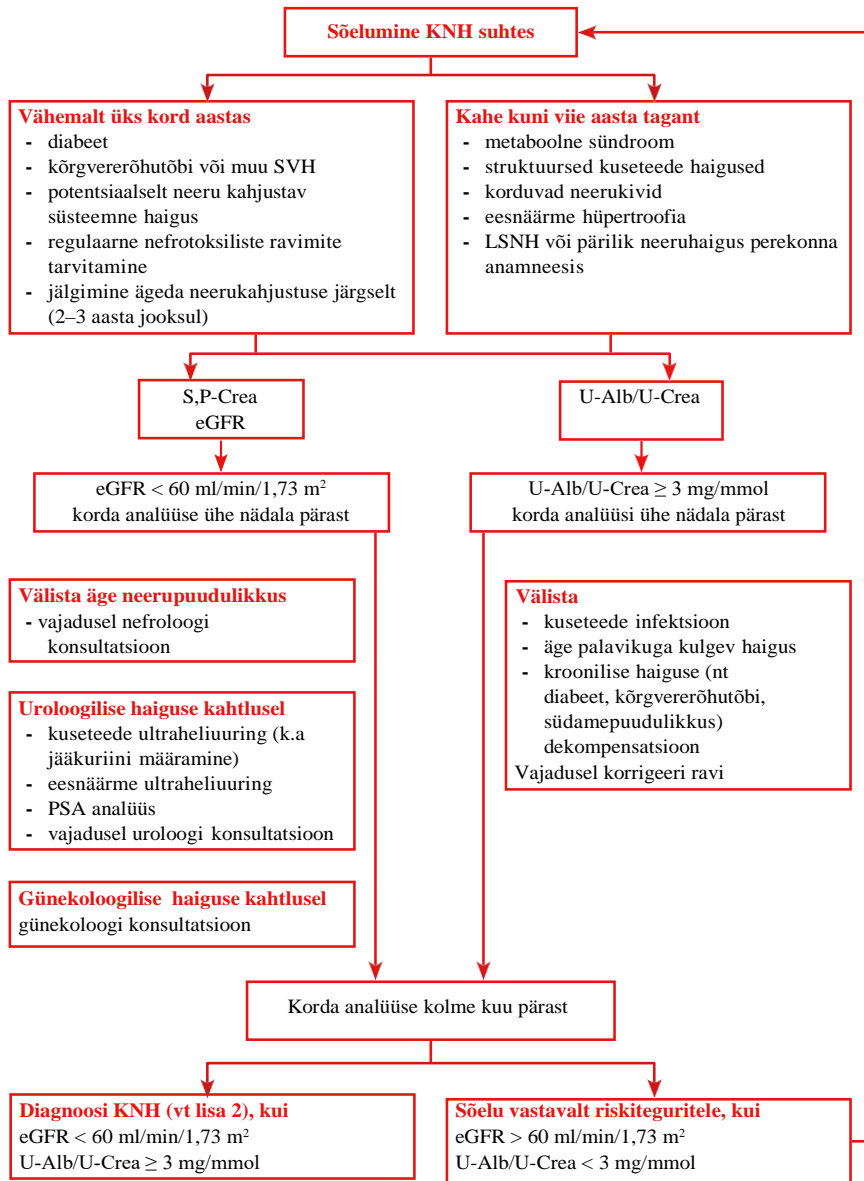 Sõelumine KNH suhtes
Vähemalt üks kord aastas
- diabeet
- kõrgvererõhutõbi või muu SVH
- potentsiaalselt neeru kahjustav
süsteemne haigus
- regulaarne nefrotoksiliste ravimite
tarvitamine
- jälgimine ägeda neerukahjustuse järgselt
(2–3 aasta jooksul)
Kahe kuni viie aasta tagant
- metaboolne sündroom
- struktuursed kuseteede haigused
- korduvad neerukivid
- eesnäärme hüpertroofia
- LSNH või pärilik neeruhaigus perekonna
anamneesis
S,P-Crea
eGFR
U-Alb/U-Crea
eGFR < 60 ml/min/1,73 m²
korda analüüse ühe nädala pärast
U-Alb/U-Crea ≥ 3 mg/mmol
korda analüüsi ühe nädala pärast
Välista äge neerupuudulikkus
- vajadusel nefroloogi
konsultatsioon
Uroloogilise haiguse kahtlusel
- kuseteede ultraheliuuring (k.a
jääkuriini määramine)
- eesnäärme ultraheliuuring
- PSA analüüs
- vajadusel uroloogi konsultatsioon
Günekoloogilise haiguse kahtlusel
günekoloogi konsultatsioon
Välista
- kuseteede infektsioon
- äge palavikuga kulgev haigus
- kroonilise haiguse (nt
diabeet, kõrgvererõhutõbi,
südamepuudulikkus)
dekompensatsioon
Vajadusel korrigeeri ravi
Korda analüüse kolme kuu pärast
Diagnoosi KNH (vt lisa 2), kui
eGFR < 60 ml/min/1,73 m²
U-Alb/U-Crea ≥ 3 mg/mmol
Sõelu vastavalt riskiteguritele, kui
eGFR > 60 ml/min/1,73 m²
U-Alb/U-Crea < 3 mg/mmol